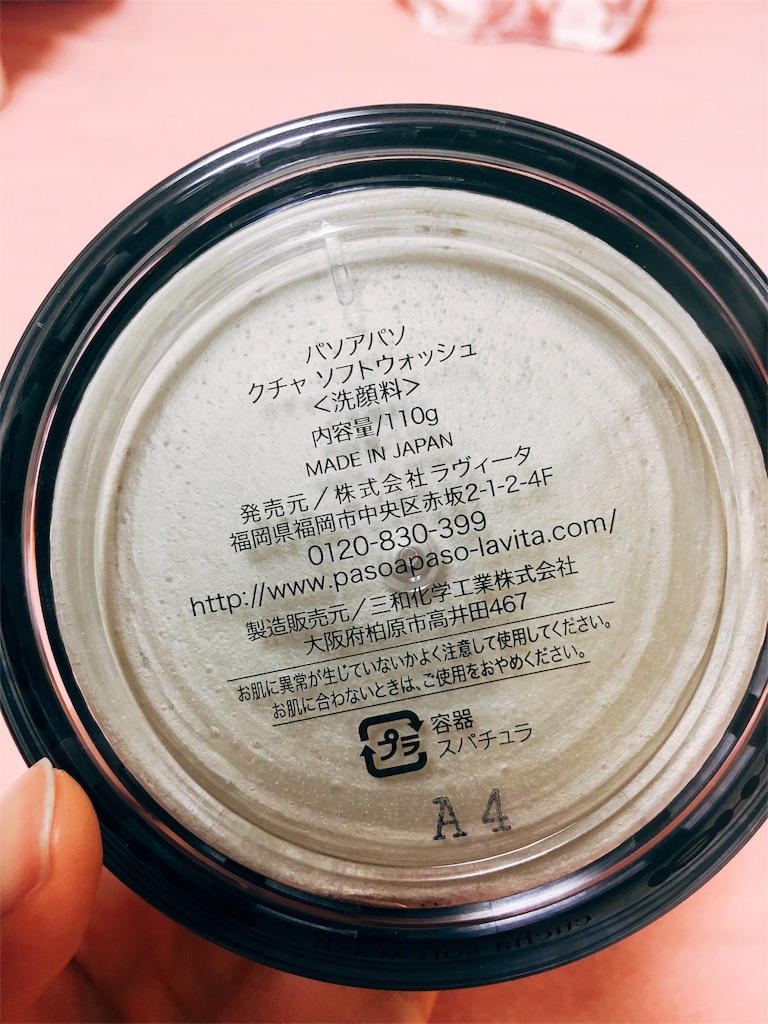 パソアパソ
クチャ ソフトウォッシュ
<洗顔料>
内容量/110g
MADE IN JAPAN
発売元/株式会社ラヴィータ
福岡県福岡市中央区赤坂2-1-2-4F
0120-830-399
http://www.pasoapaso-lavita.com/
製造販売元/三和化学工業株式会社
大阪府柏原市高井田467
お肌に異常が生じていないかよく注意して使用してください。
お肌に合わないときは、ご使用をおやめください。
プラ
容器
スパチュラ
A4